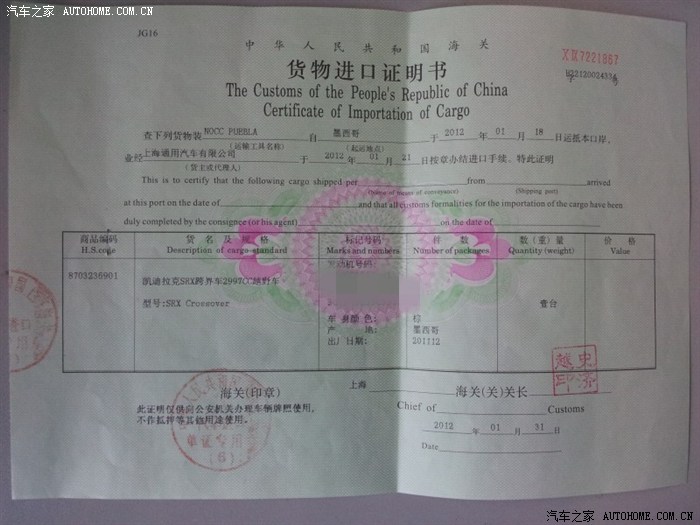 汽车之家 AUTOHOME.COM.CN
JG16
中华人民共和国海关
货物进口证明书
The Customs of the People's Republic of China
Certificate of Importation of Cargo
查下列货物装 NOCC PUEBLA 自 墨西哥 于 2012 年 01 月 18 日运抵本口岸,
(运输工具名称) (起运地点)
业经 上海通用汽车有限公司 于 2012 年 01 月 21 日按章办结进口手续。特此证明
(货主或代理人)
This is to certify that the following cargo shipped per from arrived
(Name of means of conveyance) (Shipping port)
at this port on the date of and that all customs formalities for the importation of the cargo have been
duly completed by the consignee (or his agent) on the date of
商品编码 货名及规格 标记号码 件数 数(重)量 价格
H.S.code Description of cargo standard Marks and numbers Number of packages Quantity (weight) Value
8703236901 凯迪拉克SRX跨界车2997CC越野车
型号:SRX Crossover 壹台
车身颜色: 棕
产 地: 墨西哥
出厂日期: 201112
上海
海关(印章) 海关(关)关长
此证明仅供向公安机关办理车辆牌照使用,
不作抵押等其他用途使用。
Chief of Customs
2012 年 01 月 31 日
Date
单证专用
(6)
汽车之家 AUTOHOME.COM.CN